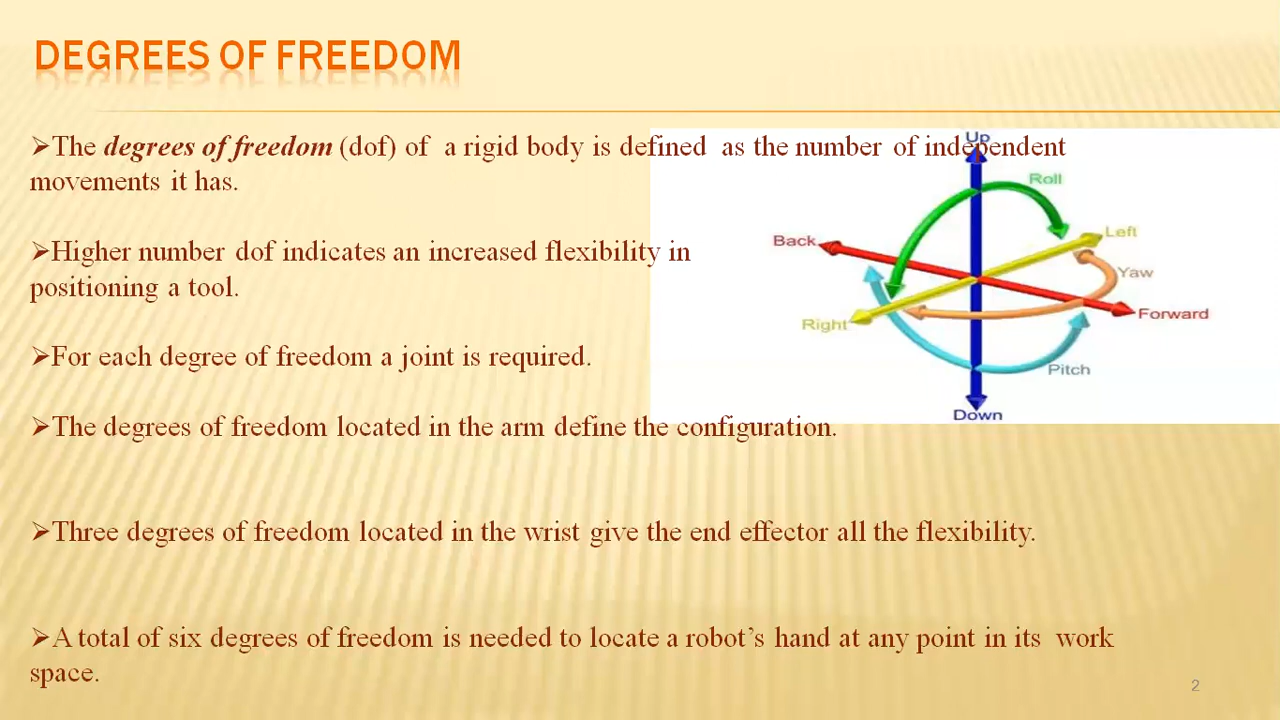 DEGREES OF FREEDOM
➢The degrees of freedom (dof) of a rigid body is defined as the number of independent
movements it has.
➢Higher number dof indicates an increased flexibility in
positioning a tool.
➢For each degree of freedom a joint is required.
➢The degrees of freedom located in the arm define the configuration.
➢Three degrees of freedom located in the wrist give the end effector all the flexibility.
➢A total of six degrees of freedom is needed to locate a robot’s hand at any point in its work
space.
Up
Roll
Left
Back
Yaw
Forward
Right
Pitch
Down
2